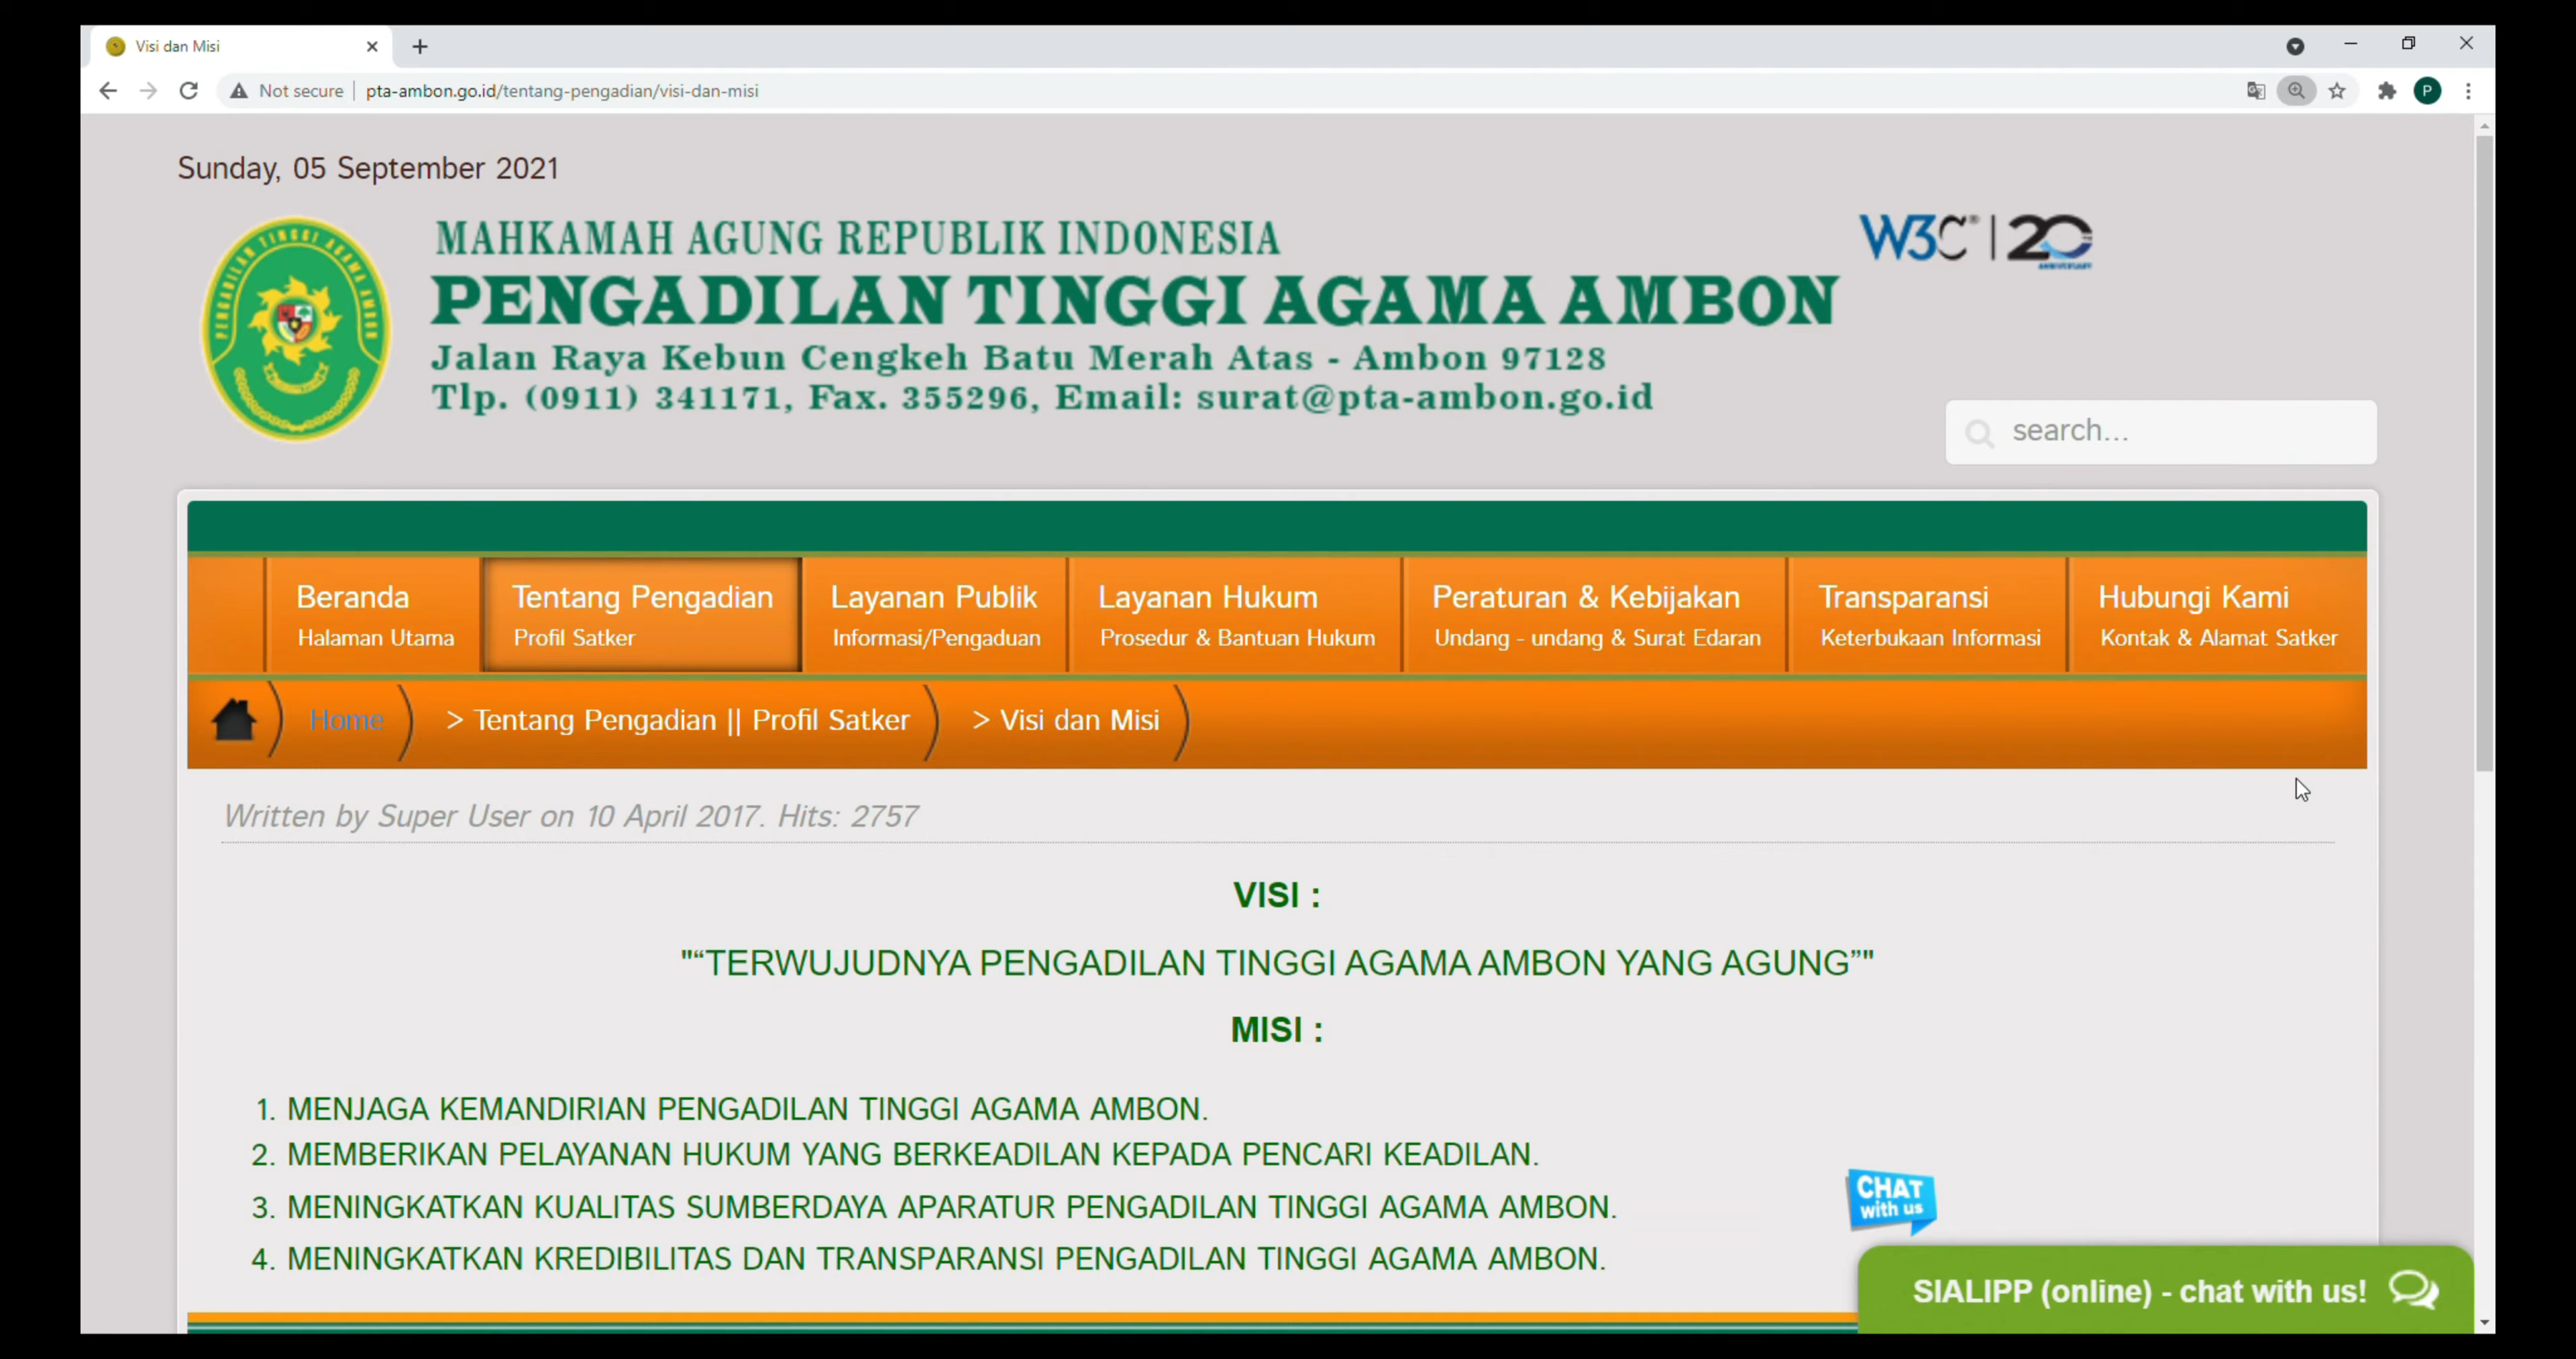 Visi dan Misi
Not secure | pta-ambon.go.id/tentang-pengadian/visi-dan-misi
P
Sunday, 05 September 2021
PENGADILAN TINGGI AGAMA AMBON
MAHKAMAH AGUNG REPUBLIK INDONESIA
PENGADILAN TINGGI AGAMA AMBON
Jalan Raya Kebun Cengkeh Batu Merah Atas - Ambon 97128
Tlp. (0911) 341171, Fax. 355296, Email: surat@pta-ambon.go.id
W3C® | 20
ANNIVERSARY
search...
Beranda
Halaman Utama
Tentang Pengadian
Profil Satker
Layanan Publik
Informasi/Pengaduan
Layanan Hukum
Prosedur & Bantuan Hukum
Peraturan & Kebijakan
Undang - undang & Surat Edaran
Transparansi
Keterbukaan Informasi
Hubungi Kami
Kontak & Alamat Satker
Home > Tentang Pengadian || Profil Satker > Visi dan Misi
Written by Super User on 10 April 2017. Hits: 2757
VISI :
"“TERWUJUDNYA PENGADILAN TINGGI AGAMA AMBON YANG AGUNG”"
MISI :
1. MENJAGA KEMANDIRIAN PENGADILAN TINGGI AGAMA AMBON.
2. MEMBERIKAN PELAYANAN HUKUM YANG BERKEADILAN KEPADA PENCARI KEADILAN.
3. MENINGKATKAN KUALITAS SUMBERDAYA APARATUR PENGADILAN TINGGI AGAMA AMBON.
4. MENINGKATKAN KREDIBILITAS DAN TRANSPARANSI PENGADILAN TINGGI AGAMA AMBON.
CHAT
with us
SIALIPP (online) - chat with us!